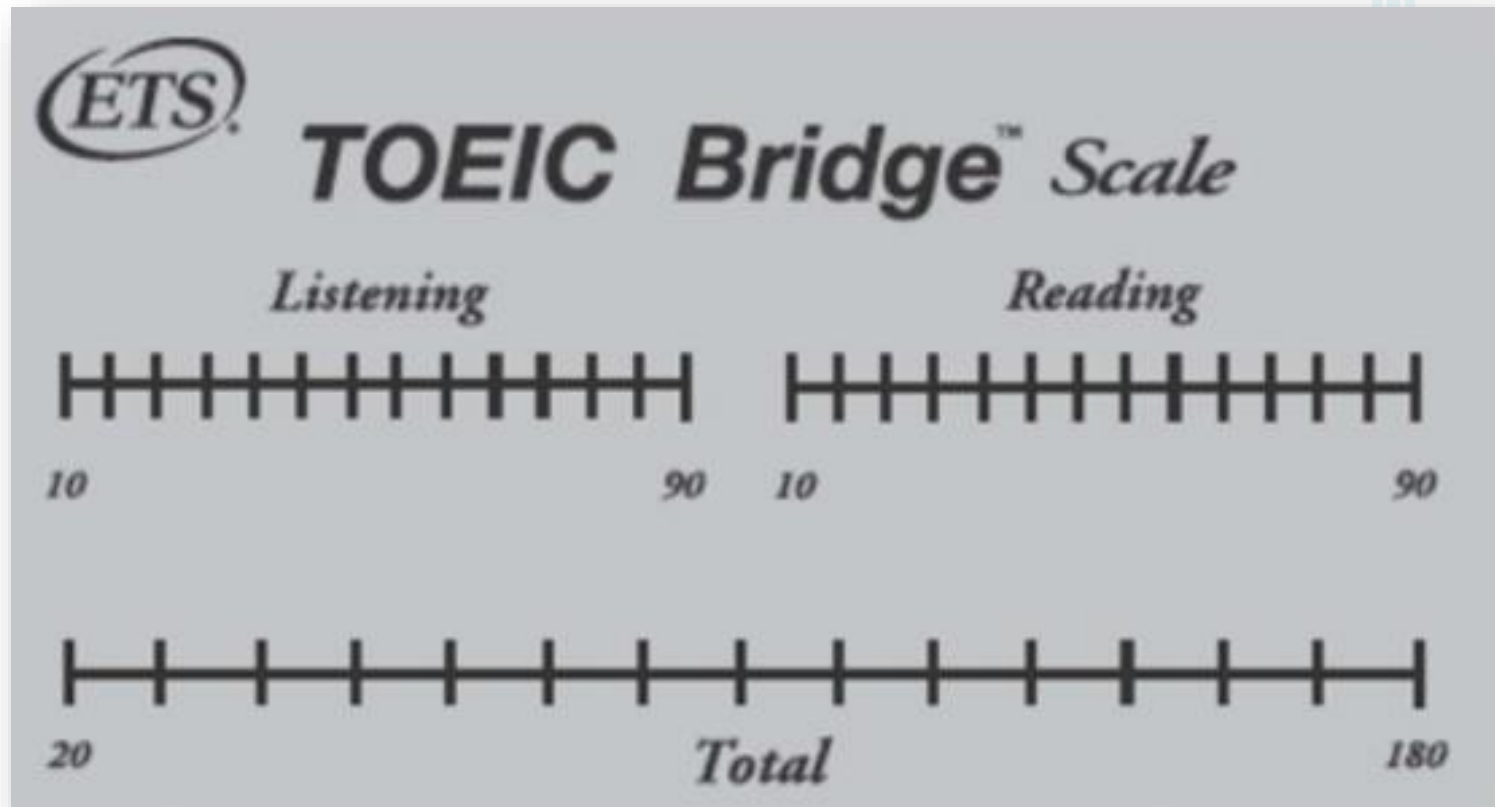 ETS
TOEIC Bridge™ Scale
Listening Reading
10 90 10 90
20 Total 180